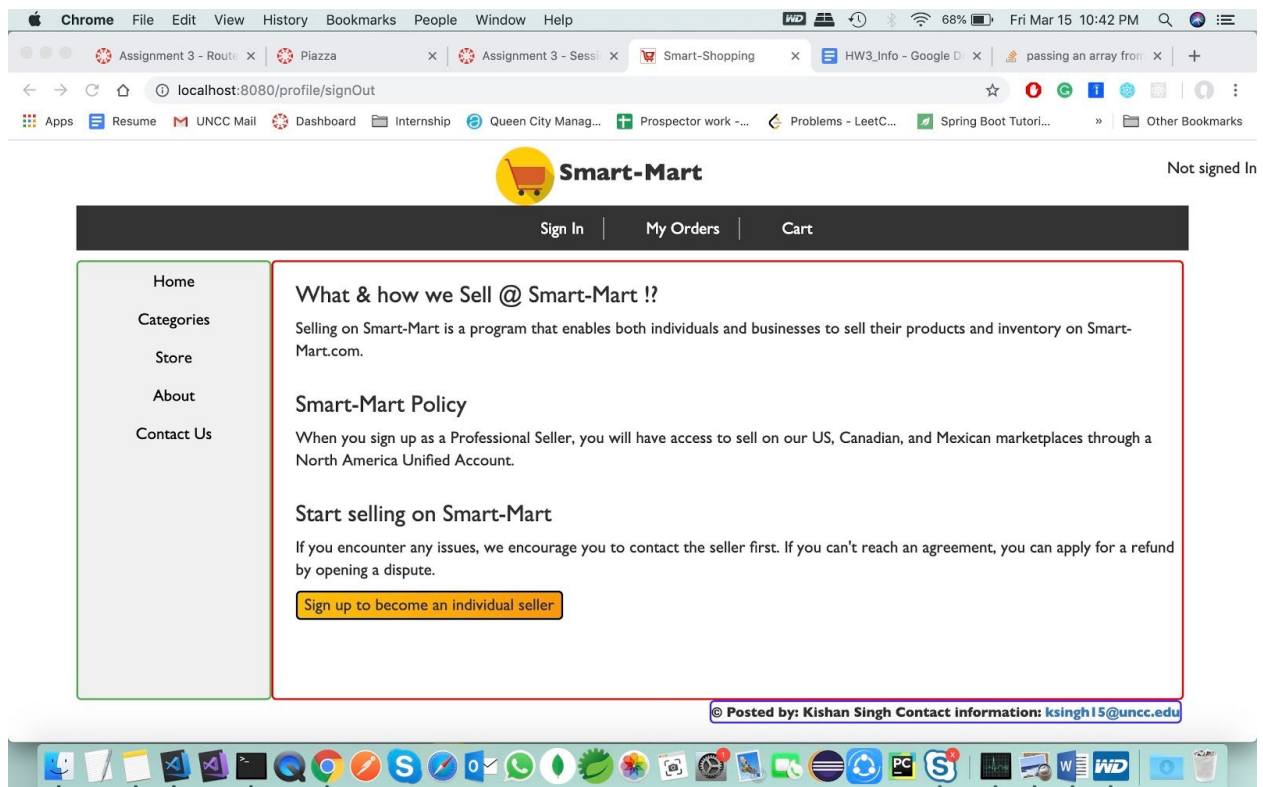 Chrome File Edit View History Bookmarks People Window Help WD 68% Fri Mar 15 10:42 PM
Assignment 3 - Route Piazza Assignment 3 - Sessi Smart-Shopping HW3_Info - Google D passing an array from
localhost:8080/profile/signOut
Apps Resume UNCC Mail Dashboard Internship Queen City Manag... Prospector work -... Problems - LeetC... Spring Boot Tutori... » Other Bookmarks
Smart-Mart
Not signed In
Sign In My Orders Cart
Home
Categories
Store
About
Contact Us
What & how we Sell @ Smart-Mart !?
Selling on Smart-Mart is a program that enables both individuals and businesses to sell their products and inventory on Smart-
Mart.com.
Smart-Mart Policy
When you sign up as a Professional Seller, you will have access to sell on our US, Canadian, and Mexican marketplaces through a
North America Unified Account.
Start selling on Smart-Mart
If you encounter any issues, we encourage you to contact the seller first. If you can't reach an agreement, you can apply for a refund
by opening a dispute.
Sign up to become an individual seller
© Posted by: Kishan Singh Contact information: ksingh15@uncc.edu